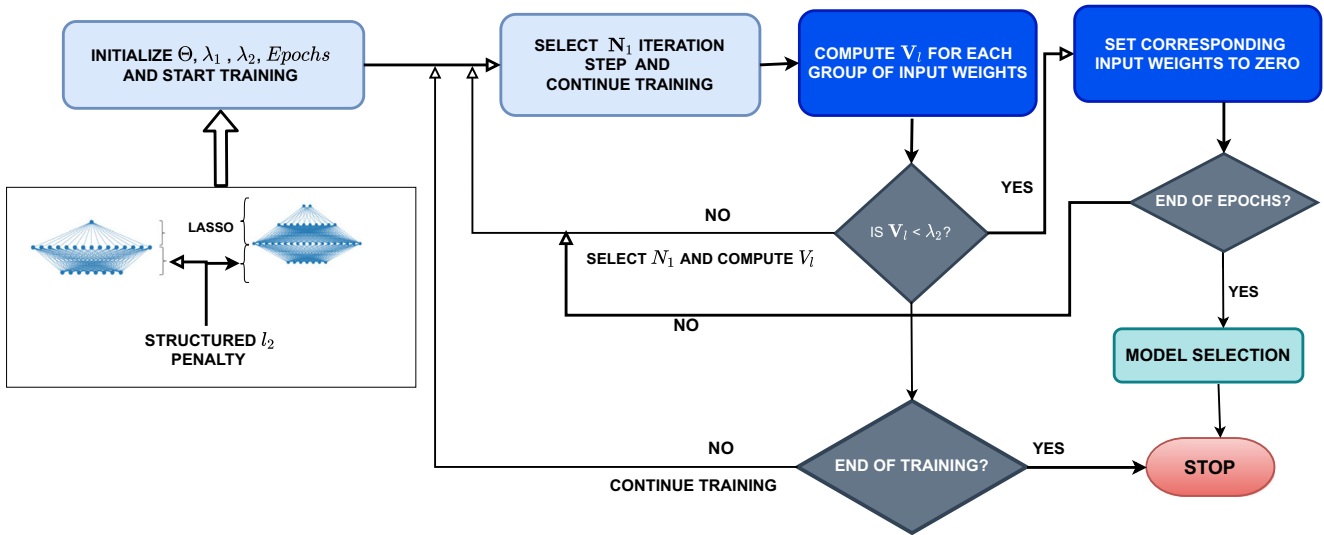 INITIALIZE Θ, λ₁ , λ₂, Epochs
AND START TRAINING
SELECT N₁ ITERATION
STEP AND
CONTINUE TRAINING
COMPUTE Vₗ FOR EACH
GROUP OF INPUT WEIGHTS
SET CORRESPONDING
INPUT WEIGHTS TO ZERO
YES
END OF EPOCHS?
NO
IS Vₗ < λ₂?
LASSO
SELECT N₁ AND COMPUTE Vₗ
YES
NO
STRUCTURED l₂
PENALTY
MODEL SELECTION
NO
YES
END OF TRAINING?
STOP
CONTINUE TRAINING